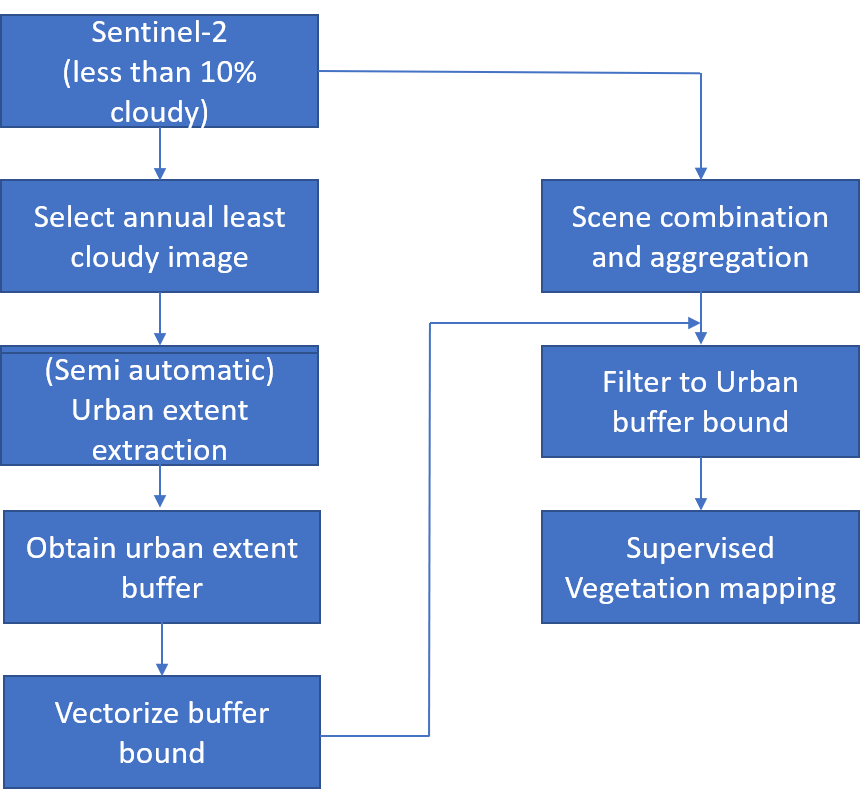 Sentinel-2
(less than 10%
cloudy)
Select annual least
cloudy image
(Semi automatic)
Urban extent
extraction
Obtain urban extent
buffer
Vectorize buffer
bound
Scene combination
and aggregation
Filter to Urban
buffer bound
Supervised
Vegetation mapping